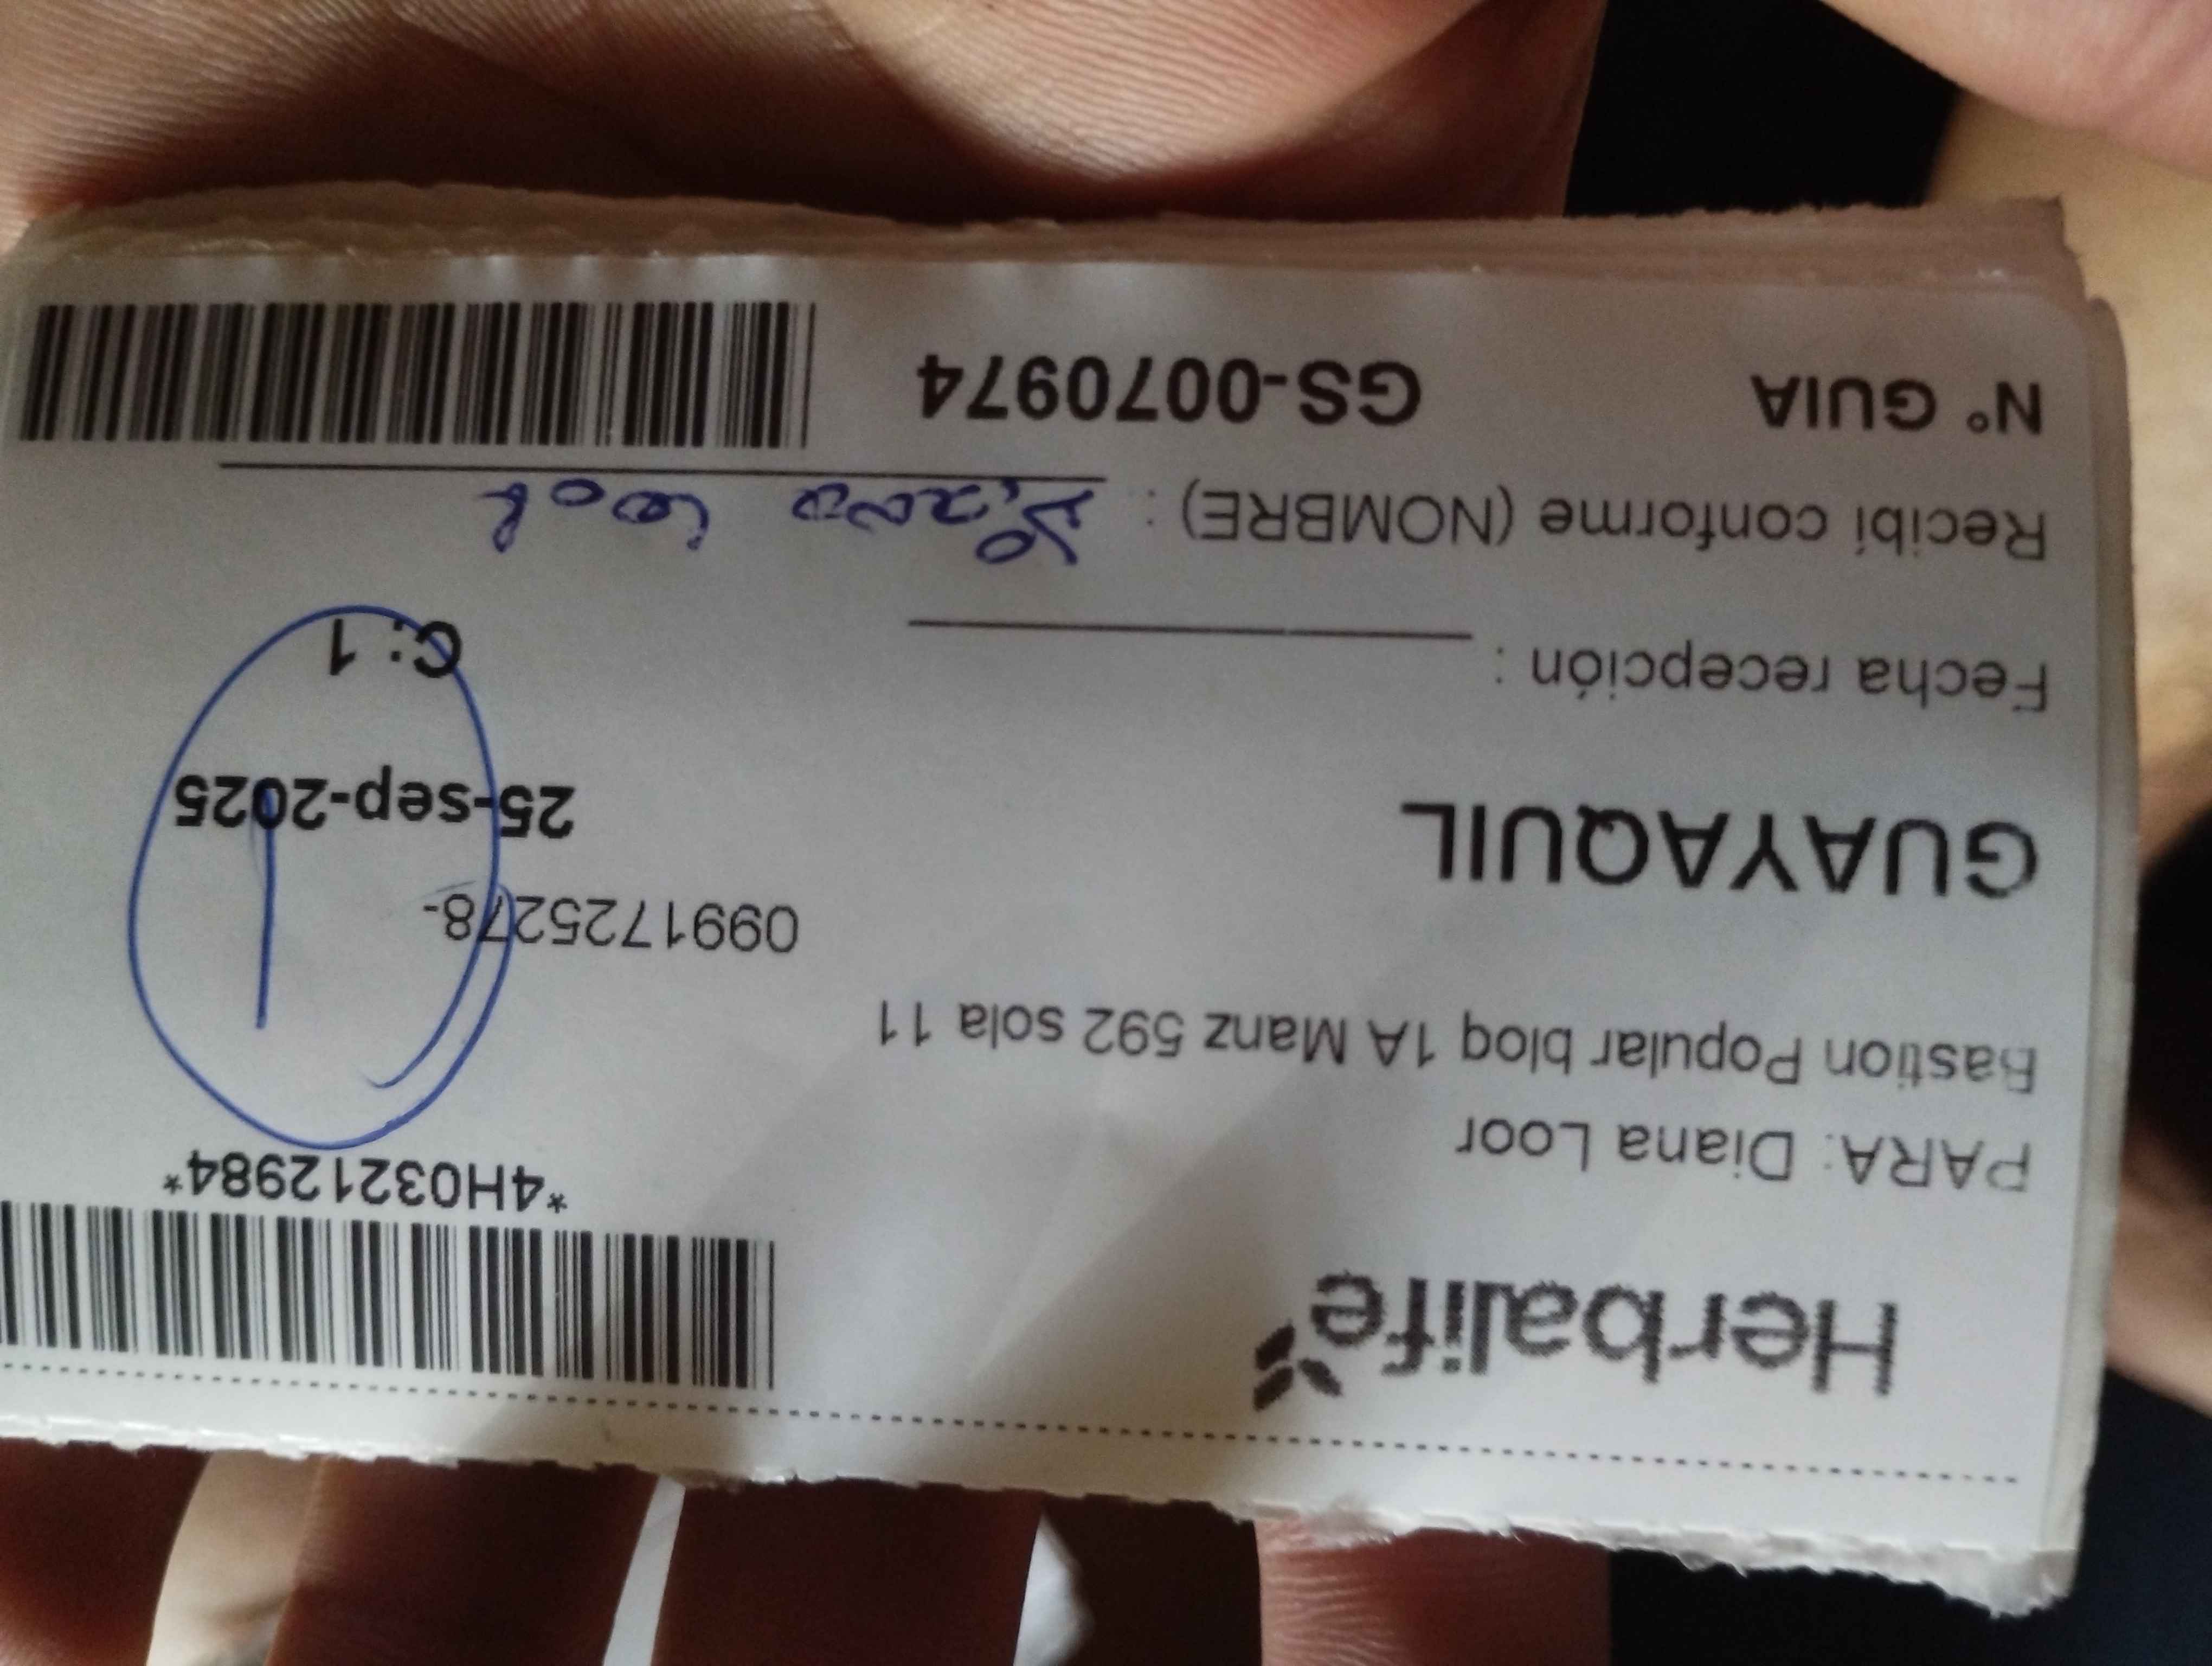 Herbalife
*4H03212984*
PARA: Diana Loor
Bastion Popular bloq 1A Manz 592 sola 11
0991725278-
GUAYAQUIL
25-sep-2025
Fecha recepción :
C: 1
Recibí conforme (NOMBRE) :
N° GUIA GS-0070974